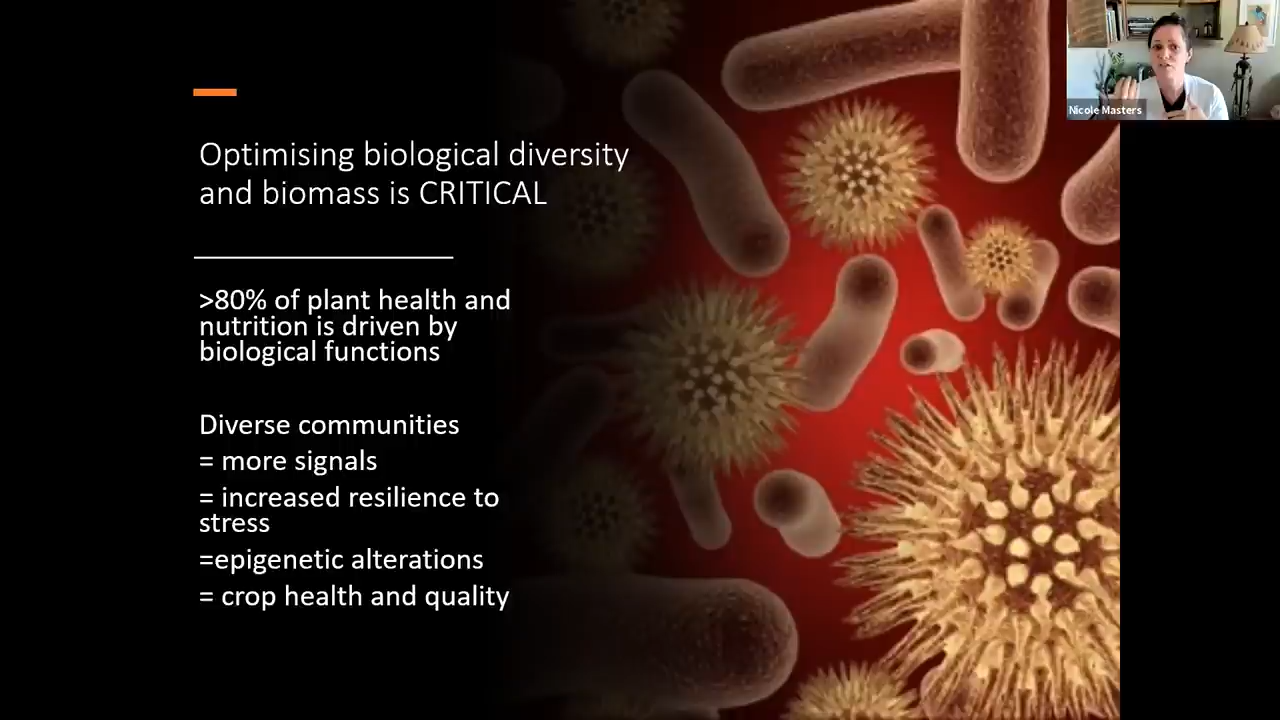 Nicole Masters
Optimising biological diversity
and biomass is CRITICAL
>80% of plant health and
nutrition is driven by
biological functions
Diverse communities
= more signals
= increased resilience to
stress
=epigenetic alterations
= crop health and quality